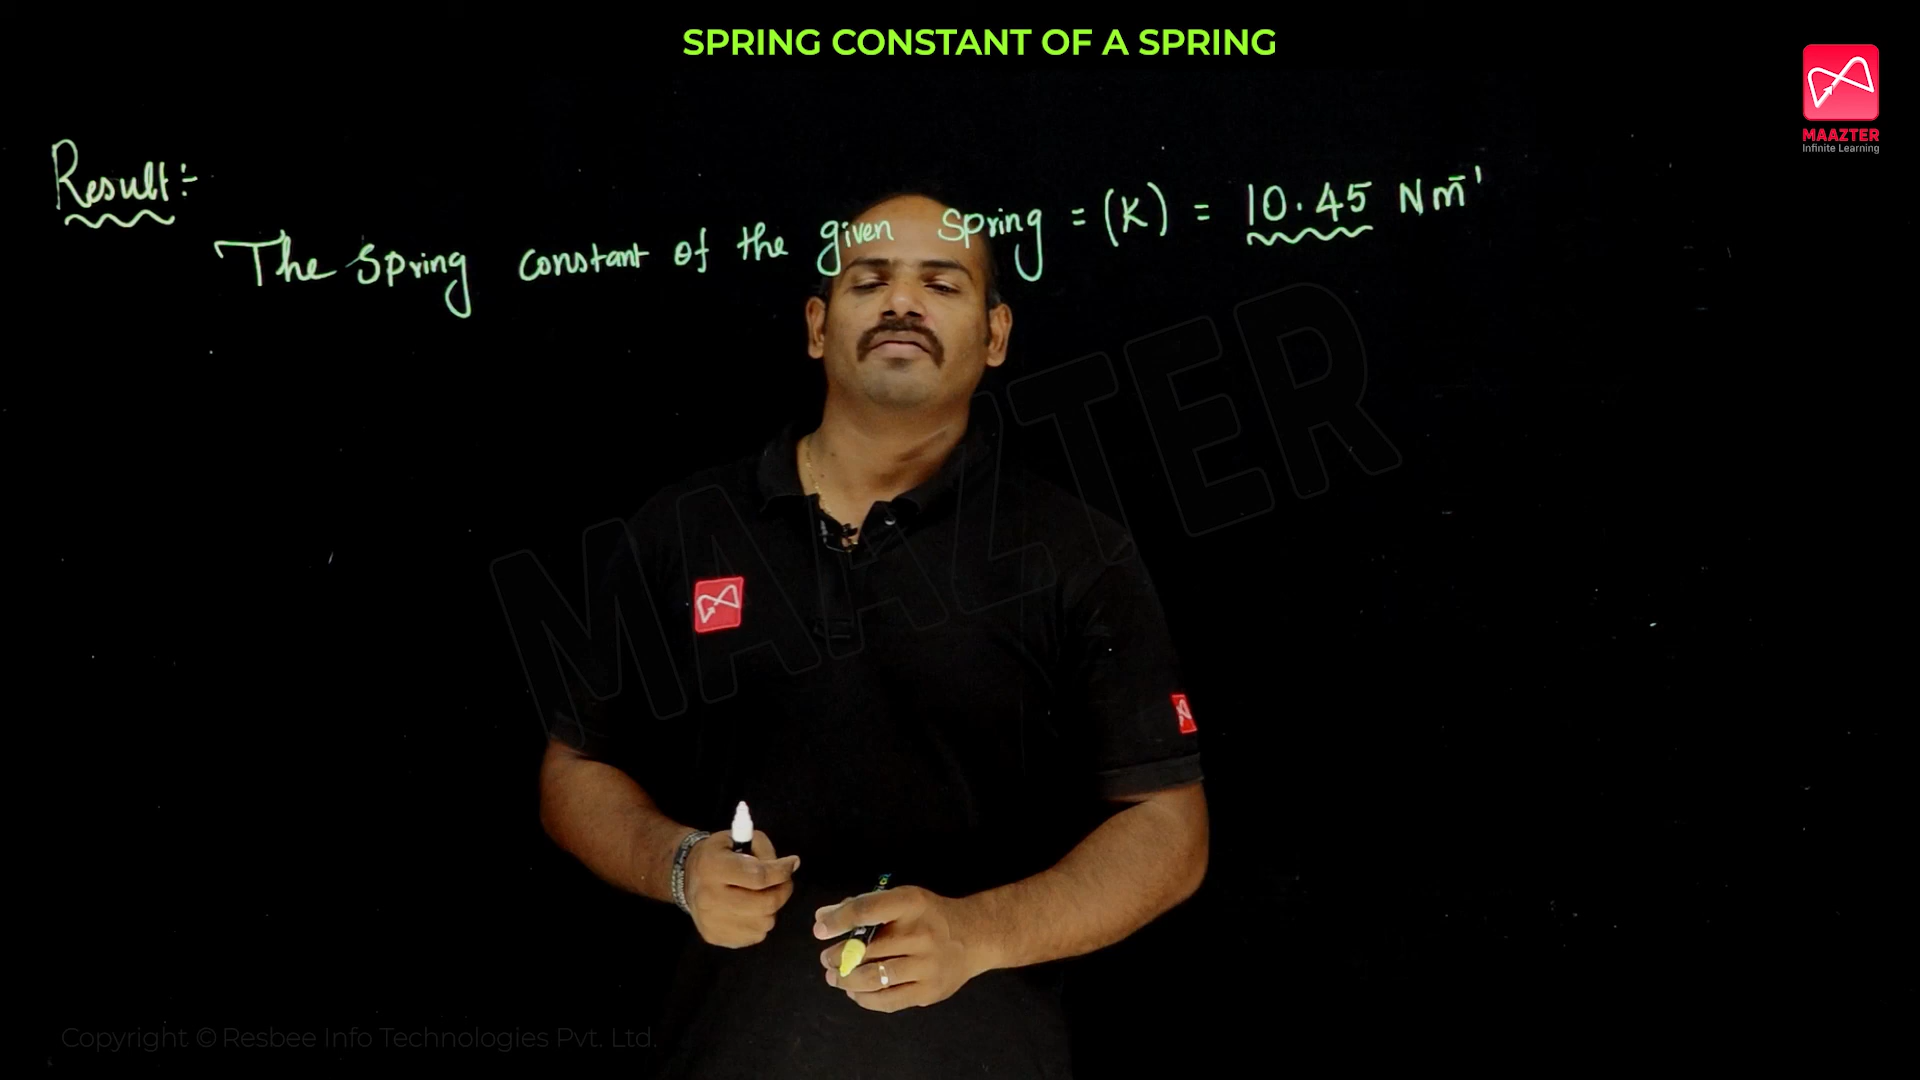 SPRING CONSTANT OF A SPRING
MAAZTER
Infinite Learning
Result:-
The Spring constant of the given Spring = (K) = 10.45 Nm⁻¹
MAAZTER
Copyright © Resbee Info Technologies Pvt. Ltd.